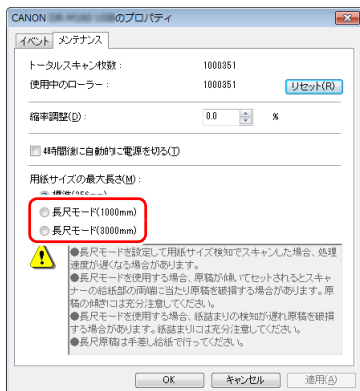 CANON のプロパティ
イベント メンテナンス
トータルスキャン枚数： 1000351
使用中のローラー： 1000351 リセット(R)
縮率調整(D)： 0.0 %
4時間後に自動的に電源を切る(T)
用紙サイズの最大長さ(M)：
長尺モード(1000mm)
長尺モード(3000mm)
●長尺モードを設定して用紙サイズ検知でスキャンした場合、処理
速度が遅くなる場合があります。
●長尺モードを使用する場合、原稿が傾いてセットされるとスキャ
ナーの給紙部の両端に当たり原稿を破損する場合があります。原
稿の傾きには充分注意してください。
●長尺モードを使用する場合、紙詰まりの検知が遅れ原稿を破損
する場合があります。紙詰まりには充分注意してください。
●長尺原稿は手差し給紙で行ってください。
OK キャンセル 適用(A)